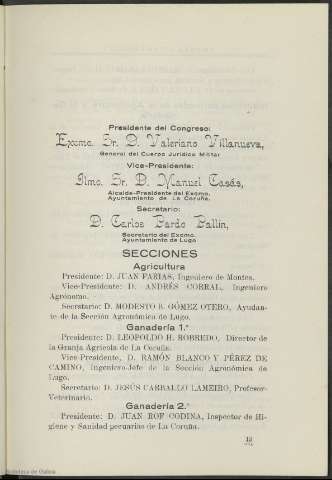 Presidente del Congreso:
Excmo. Sr. D. Valeriano Villanueva,
General del Cuerpo Jurídico Militar
Vice-Presidente:
Ilmo. Sr. D. Manuel Casás,
Alcalde-Presidente del Excmo.
Ayuntamiento de La Coruña.
Secretario:
D. Carlos Pardo Pallín,
Secretario del Excmo.
Ayuntamiento de Lugo
SECCIONES
Agricultura
Presidente: D. JUAN FARIAS, Ingeniero de Montes.
Vice-Presidente: D. ANDRÉS CORRAL, Ingeniero
Agrónomo.
Secretario: D. MODESTO R. GÓMEZ OTERO, Ayudan-
te de la Sección Agronómica de Lugo.
Ganadería 1.ª
Presidente: D. LEOPOLDO H. ROBREDO, Director de
la Granja Agrícola de La Coruña.
Vice-Presidente, D. RAMÓN BLANCO Y PÉREZ DE
CAMINO, Ingeniero-Jefe de la Sección Agronómica de
Lugo.
Secretario: D. JESÚS CARBALLO LAMEIRO, Profesor-
Veterinario.
Ganadería 2.ª
Presidente: D. JUAN ROF CODINA, Inspector de Hi-
giene y Sanidad pecuarias de La Coruña.
Biblioteca de Galicia